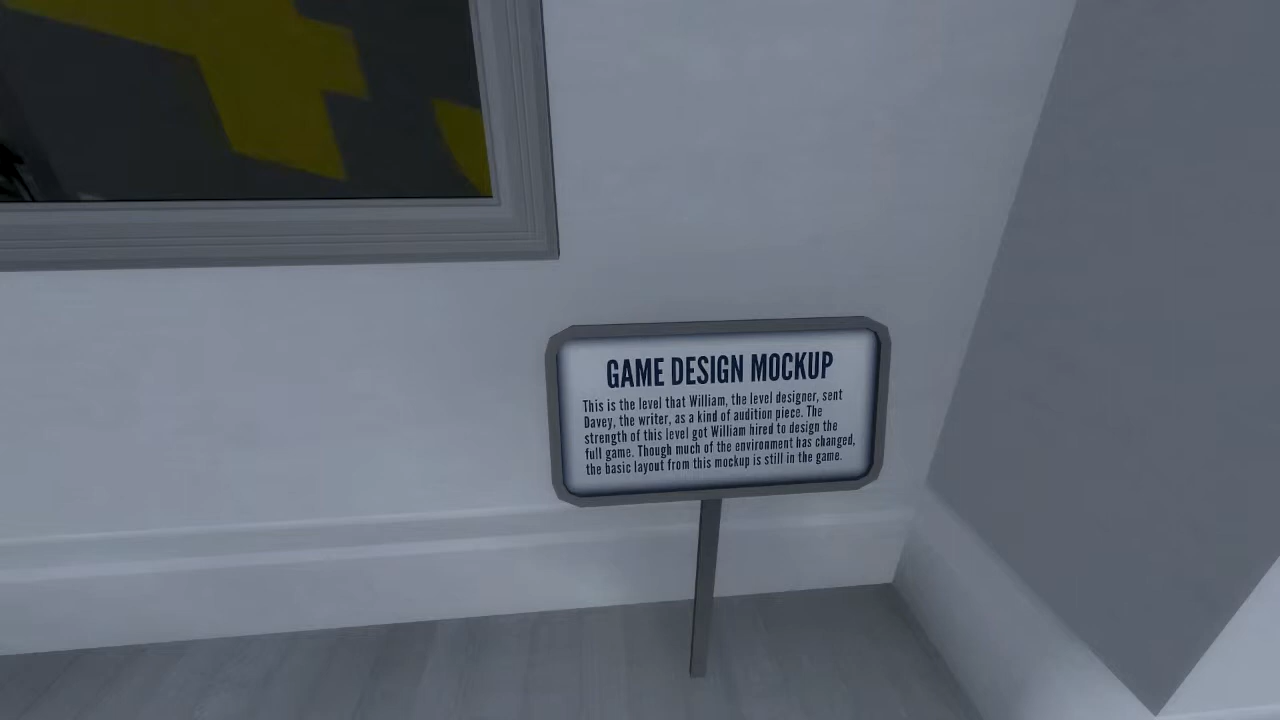 GAME DESIGN MOCKUP
This is the level that William, the level designer, sent
Davey, the writer, as a kind of audition piece. The
strength of this level got William hired to design the
full game. Though much of the environment has changed,
the basic layout from this mockup is still in the game.